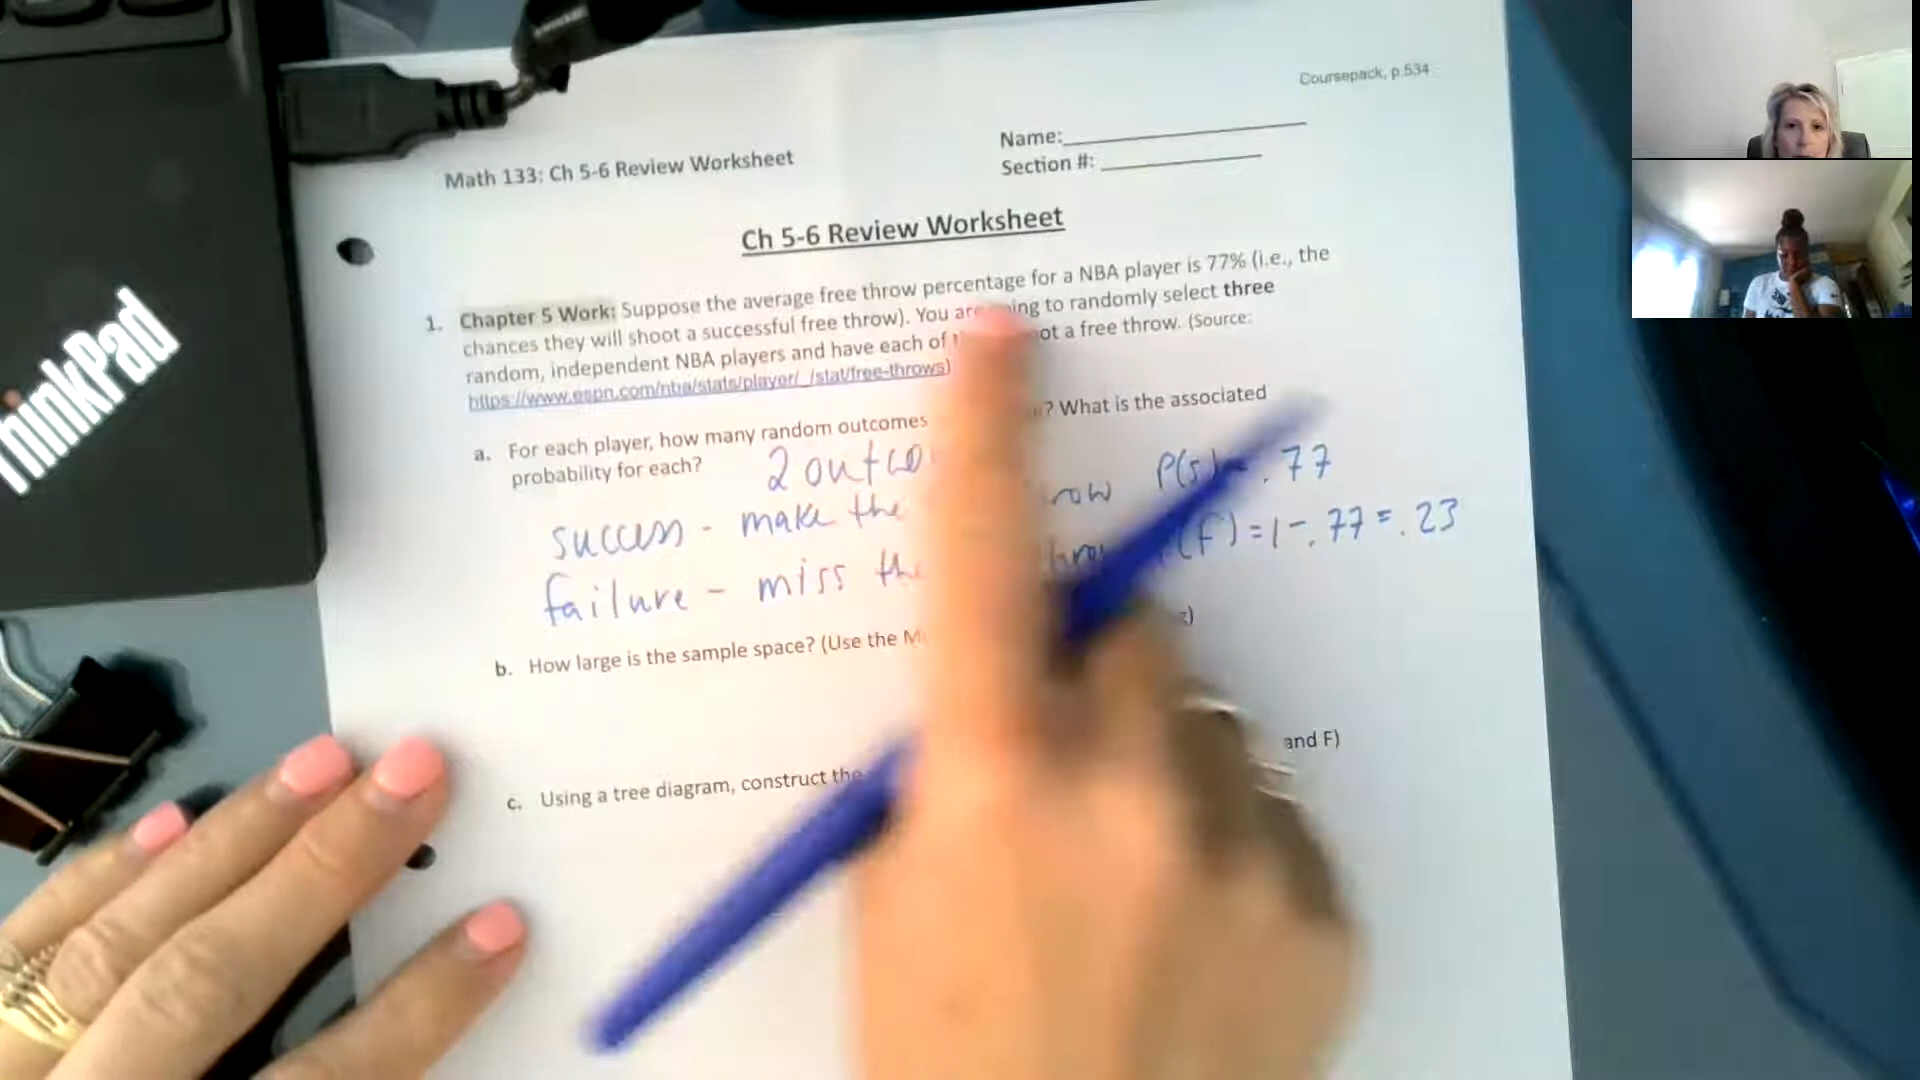 Coursepack, p.534
Name:
Math 133: Ch 5-6 Review Worksheet
Section #:
Ch 5-6 Review Worksheet
1. Chapter 5 Work: Suppose the average free throw percentage for a NBA player is 77% (i.e., the
chances they will shoot a successful free throw). You are to randomly select three
random, independent NBA players and have each of a free throw. (Source:
https://www.espn.com/nba/stats/player/_/stat/free-throws)
a. For each player, how many random outcomes ? What is the associated
probability for each?
2
success - make the P(S) = .77
failure - miss the (F) = 1 - .77 = .23
b. How large is the sample space? (Use the
c. Using a tree diagram, construct the and F)
ThinkPad